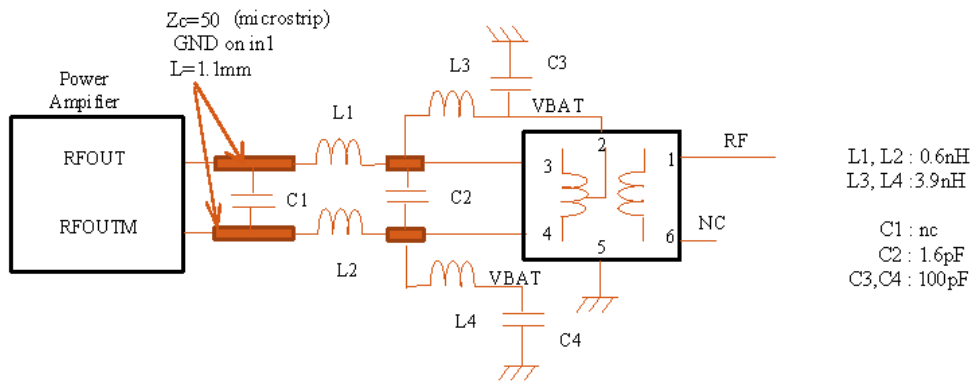 Zc=50 (microstrip)
GND on in1
L=1.1mm
Power
Ampifier
RFOUT
RFOUTM
C1
L1
L2
L3
C3
VBAT
C2
VBAT
L4
C4
3
2
1
4
5
6
RF
NC
L1, L2 : 0.6nH
L3, L4 : 3.9nH
C1 : nc
C2 : 1.6pF
C3,C4 : 100pF